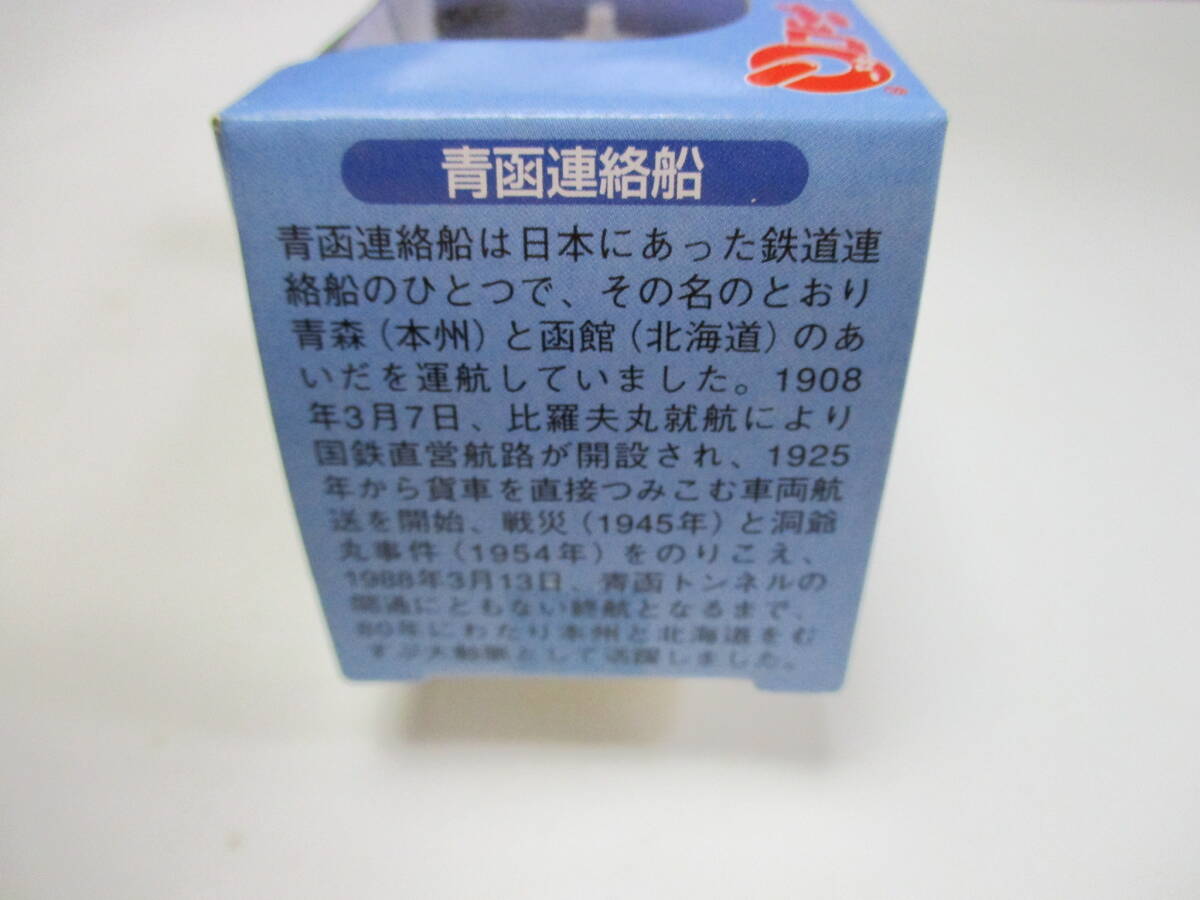 青函連絡船
青函連絡船は日本にあった鉄道連
絡船のひとつで、その名のとおり
青森（本州）と函館（北海道）のあ
いだを運航していました。1908
年3月7日、比羅夫丸就航により
国鉄直営航路が開設され、1925
年から貨車を直接つみこむ車両航
送を開始、戦災（1945年）と洞爺
丸事件（1954年）をのりこえ、
1988年3月13日、青函トンネルの
開通にともない終航となるまで、
80年にわたり本州と北海道をむ
すぶ大動脈として活躍しました。